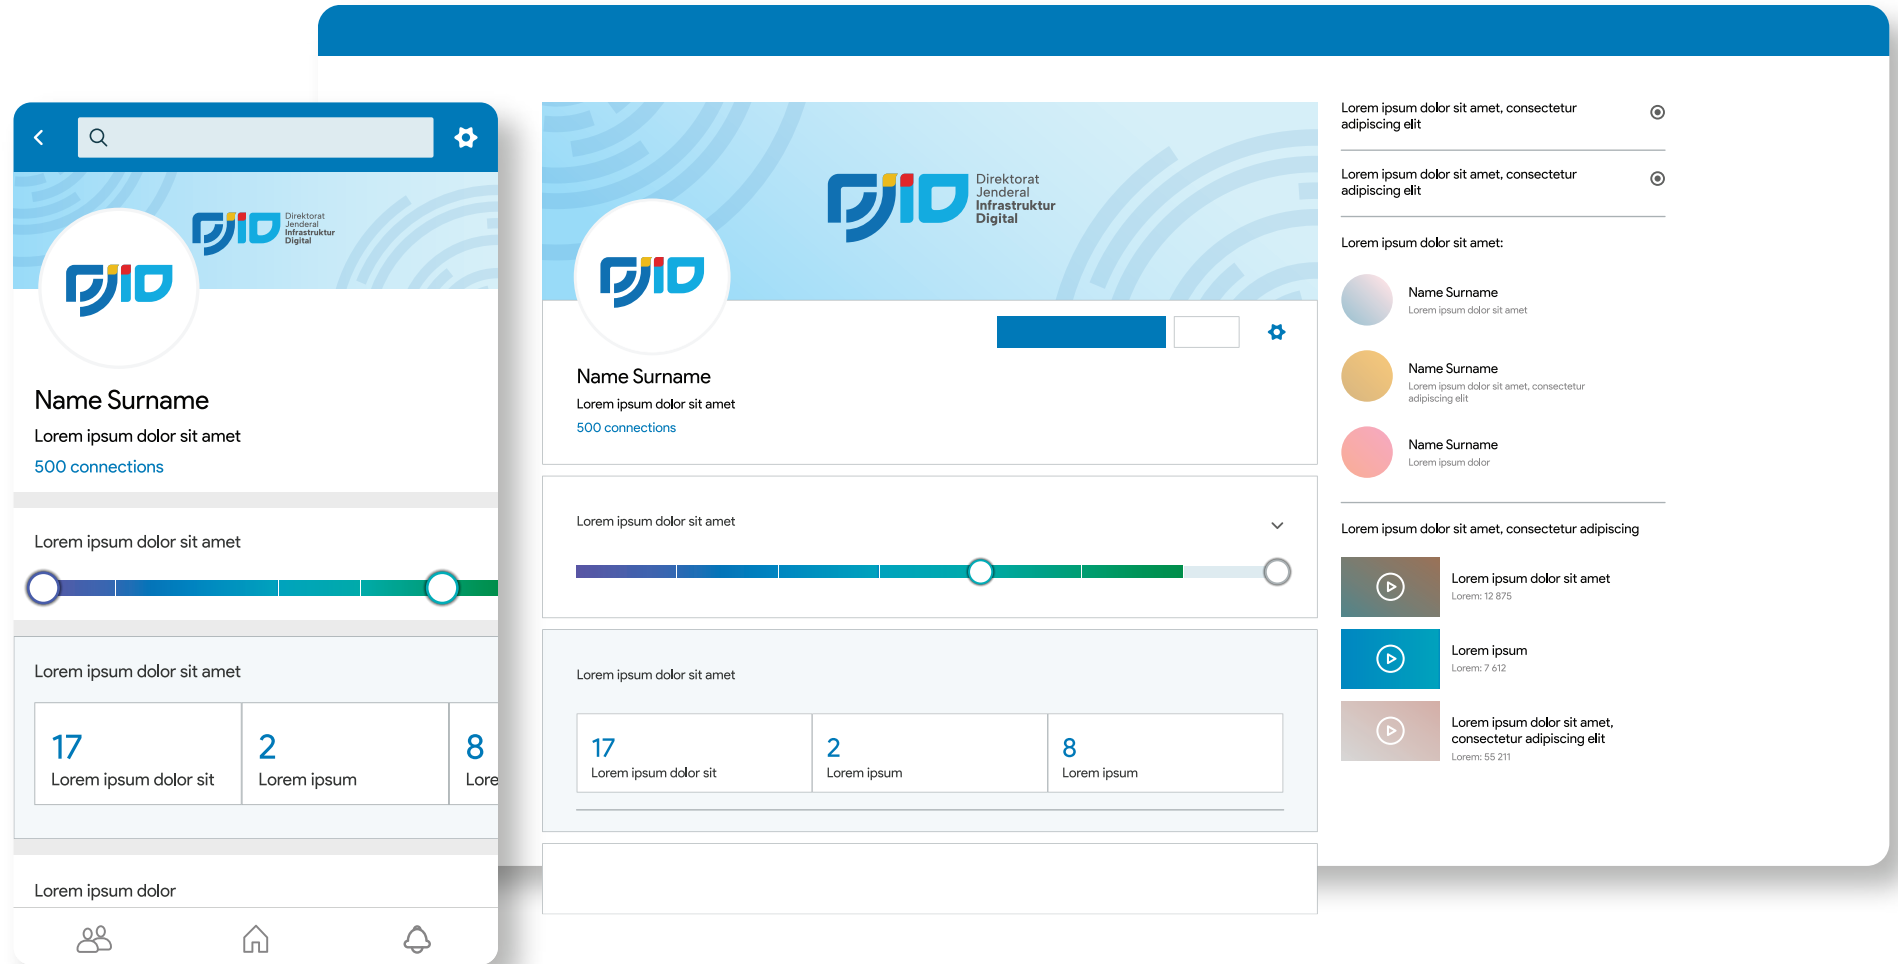 DJID
Direktorat
Jenderal
Infrastruktur
Digital
DJID
Name Surname
Lorem ipsum dolor sit amet
500 connections
Lorem ipsum dolor sit amet
Lorem ipsum dolor sit amet
17
Lorem ipsum dolor sit
2
Lorem ipsum
8
Lore
Lorem ipsum dolor
DJID
Direktorat
Jenderal
Infrastruktur
Digital
DJID
Name Surname
Lorem ipsum dolor sit amet
500 connections
Lorem ipsum dolor sit amet
Lorem ipsum dolor sit amet
17
Lorem ipsum dolor sit
2
Lorem ipsum
8
Lorem ipsum
Lorem ipsum dolor sit amet, consectetur
adipiscing elit
Lorem ipsum dolor sit amet, consectetur
adipiscing elit
Lorem ipsum dolor sit amet:
Name Surname
Lorem ipsum dolor sit amet
Name Surname
Lorem ipsum dolor sit amet, consectetur
adipiscing elit
Name Surname
Lorem ipsum dolor
Lorem ipsum dolor sit amet, consectetur adipiscing
Lorem ipsum dolor sit amet
Lorem: 12 875
Lorem ipsum
Lorem: 7 612
Lorem ipsum dolor sit amet,
consectetur adipiscing elit
Lorem: 55 211